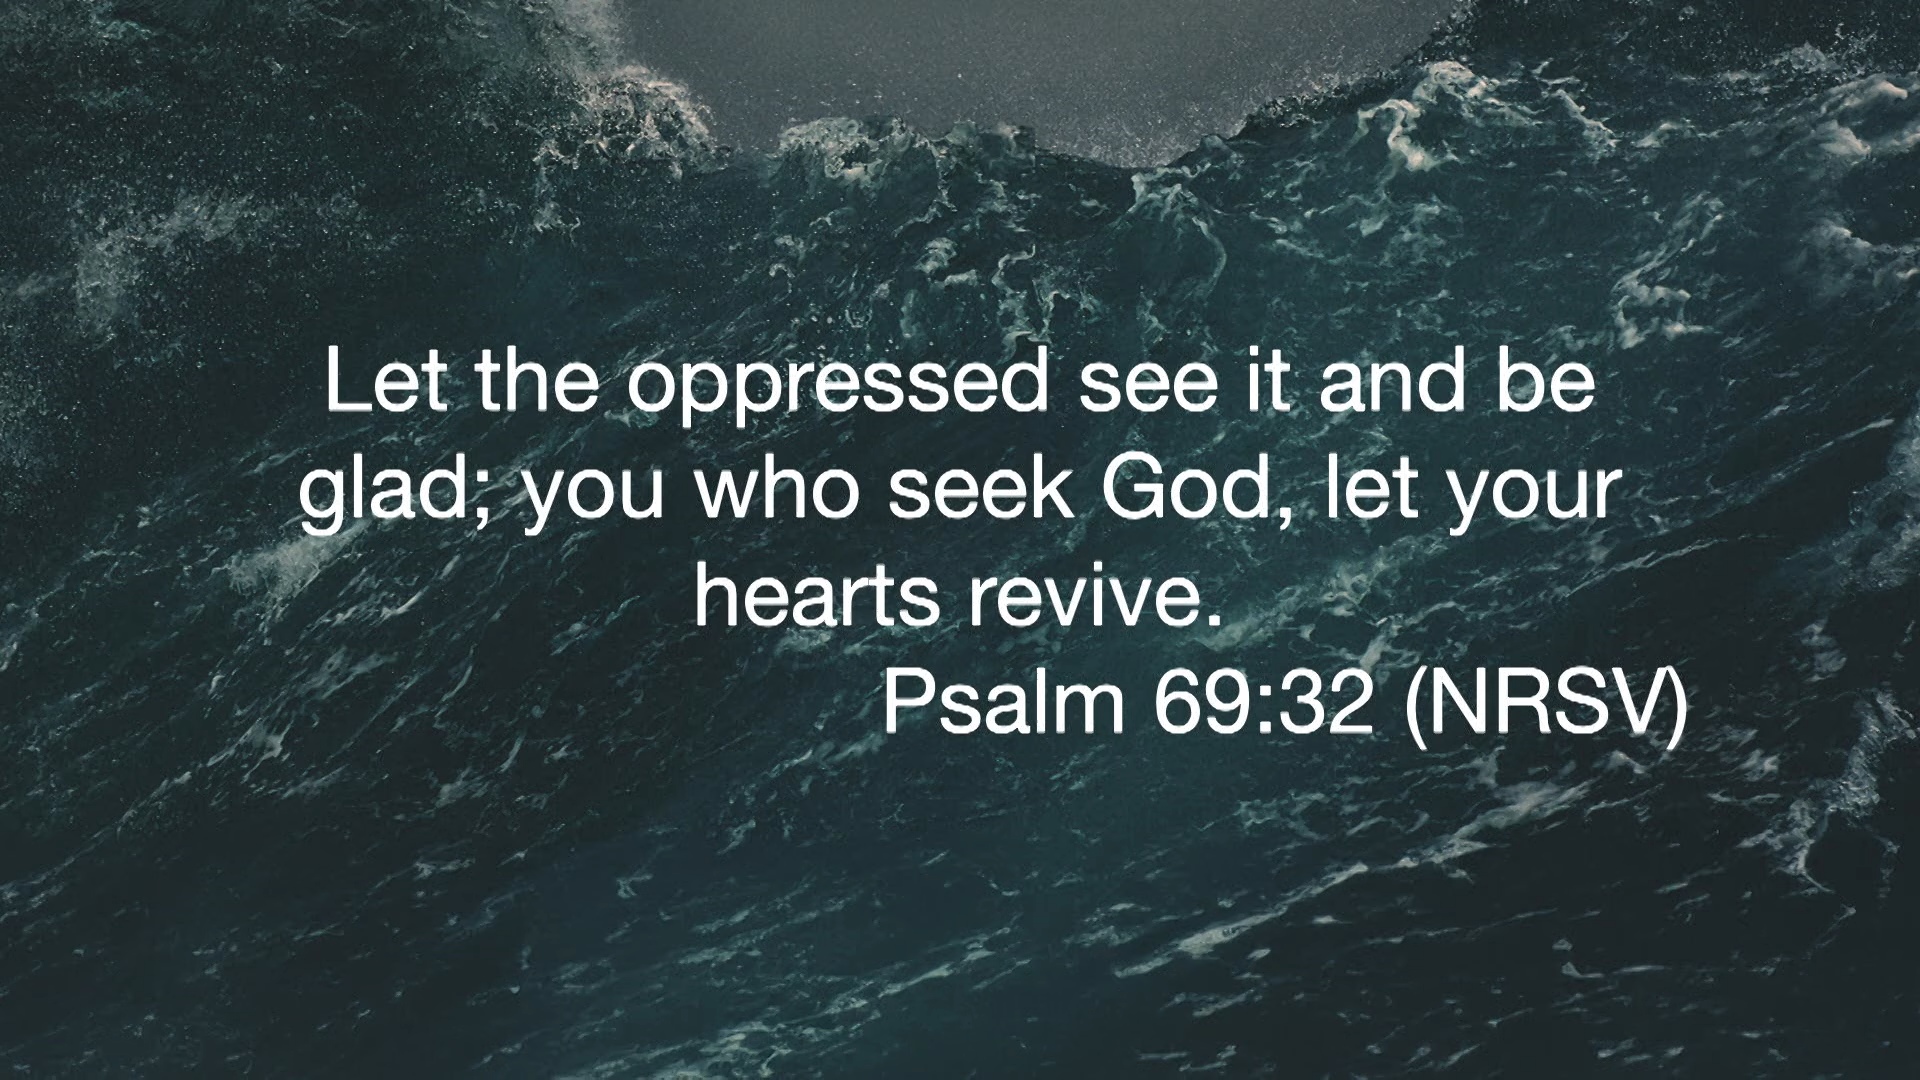 Let the oppressed see it and be
glad; you who seek God, let your
hearts revive.
Psalm 69:32 (NRSV)